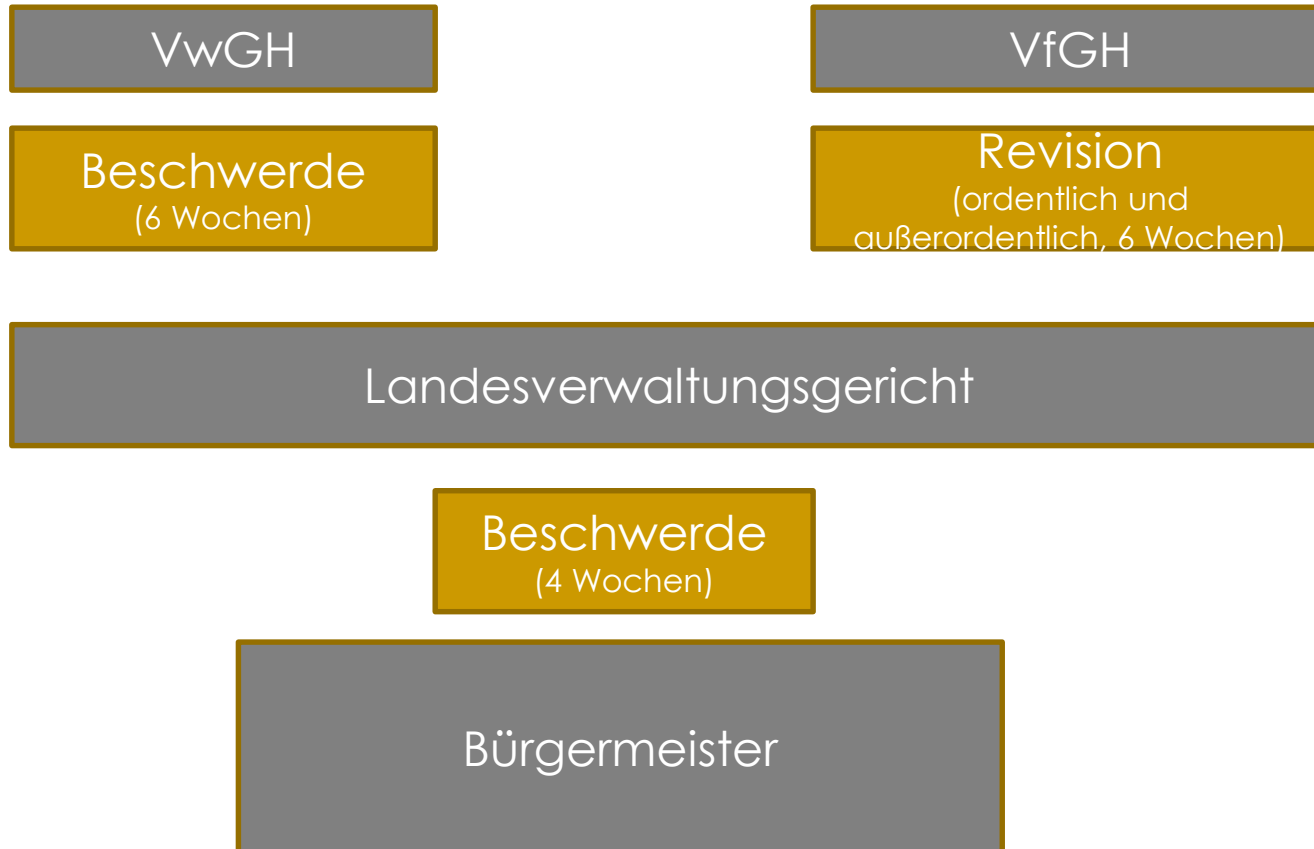 VwGH
VfGH
Beschwerde
(6 Wochen)
Revision
(ordentlich und
außerordentlich, 6 Wochen)
Landesverwaltungsgericht
Beschwerde
(4 Wochen)
Bürgermeister